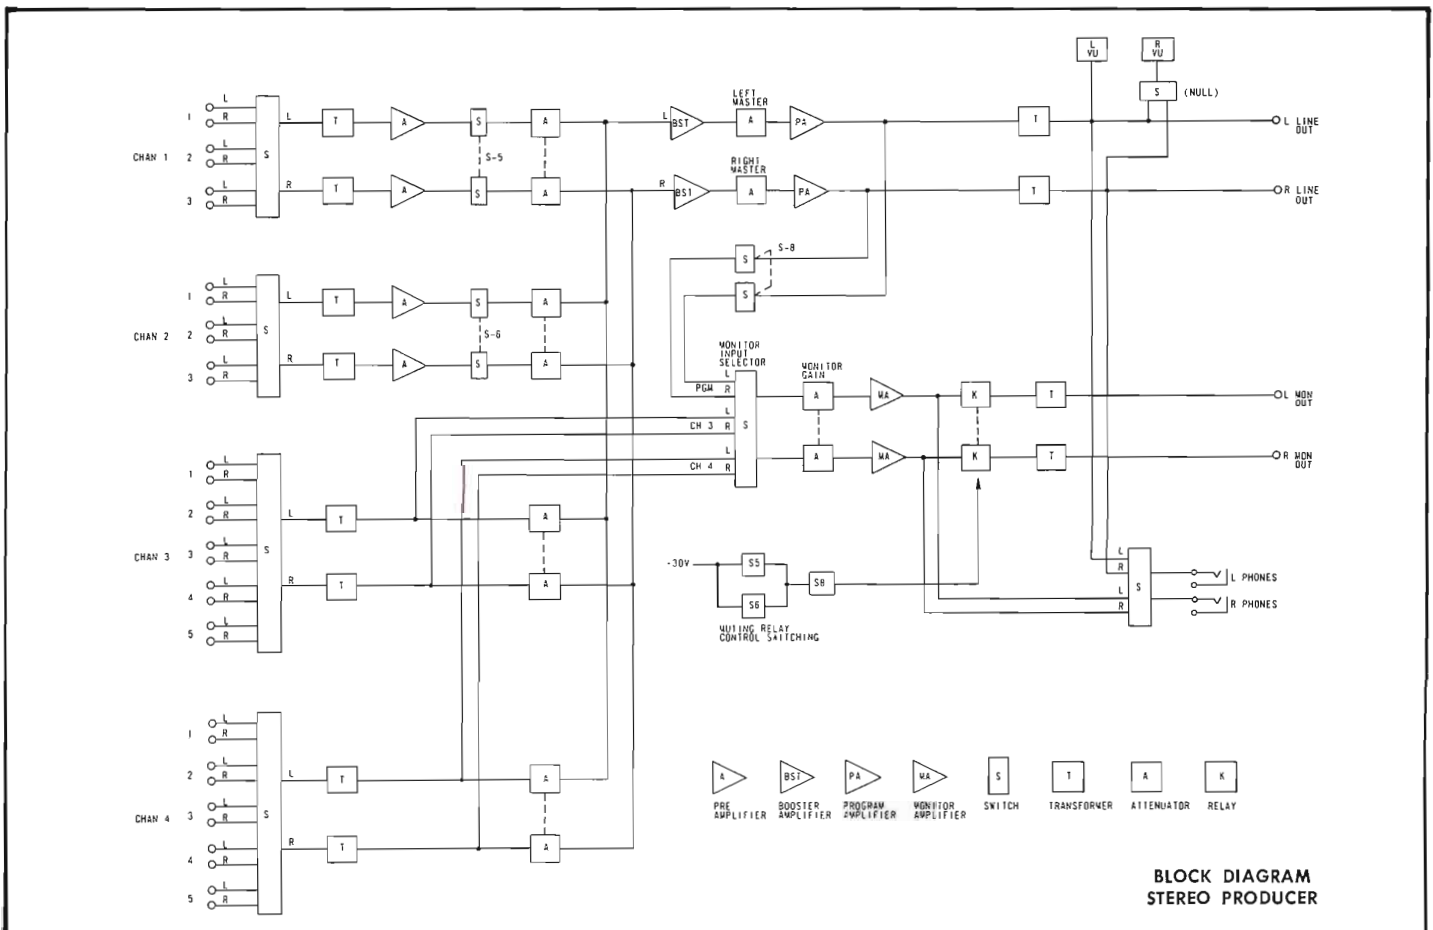 L VU
R VU
S (NULL)
CHAN 1
1 L
R
2 L
R
3 L
R
S
L T A S A
S-5
R T A S A
L BST
LEFT MASTER
A
PA
T
L LINE OUT
R BST
RIGHT MASTER
A
PA
T
R LINE OUT
S
S-8
S
CHAN 2
1 L
R
2 L
R
3 L
R
S
L T A S A
S-6
R T A S A
MONITOR INPUT SELECTOR
PGM L
R
CH 3 L
R
CH 4 L
R
S
MONITOR GAIN
A MA K T
L MON OUT
A MA K T
R MON OUT
CHAN 3
1 L
R
2 L
R
3 L
R
4 L
R
5 L
R
S
L T A
R T A
-30V
S5
S6
S8
MUTING RELAY
CONTROL SWITCHING
L
R
L
R
S
L PHONES
R PHONES
CHAN 4
1 L
R
2 L
R
3 L
R
4 L
R
5 L
R
S
L T A
R T A
A
PRE AMPLIFIER
BST
BOOSTER AMPLIFIER
PA
PROGRAM AMPLIFIER
MA
MONITOR AMPLIFIER
S
SWITCH
T
TRANSFORMER
A
ATTENUATOR
K
RELAY
BLOCK DIAGRAM
STEREO PRODUCER